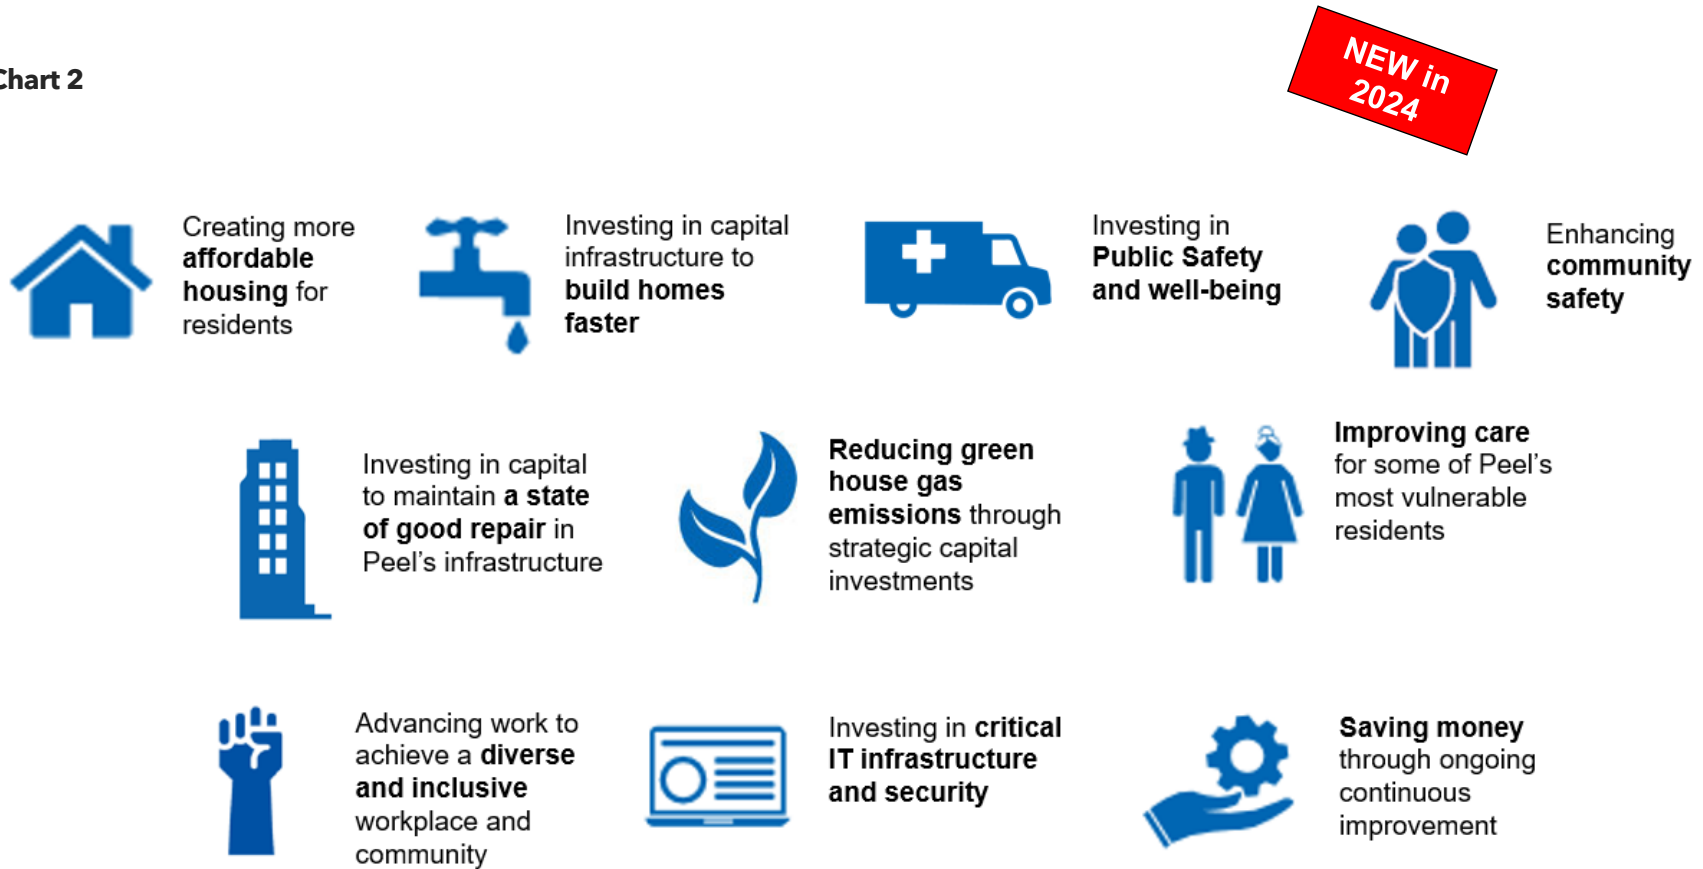 Chart 2
NEW in
2024
Creating more
affordable
housing for
residents
Investing in capital
infrastructure to
build homes
faster
Investing in
Public Safety
and well-being
Enhancing
community
safety
Investing in capital
to maintain a state
of good repair in
Peel’s infrastructure
Reducing green
house gas
emissions through
strategic capital
investments
Improving care
for some of Peel’s
most vulnerable
residents
Advancing work to
achieve a diverse
and inclusive
workplace and
community
Investing in critical
IT infrastructure
and security
Saving money
through ongoing
continuous
improvement